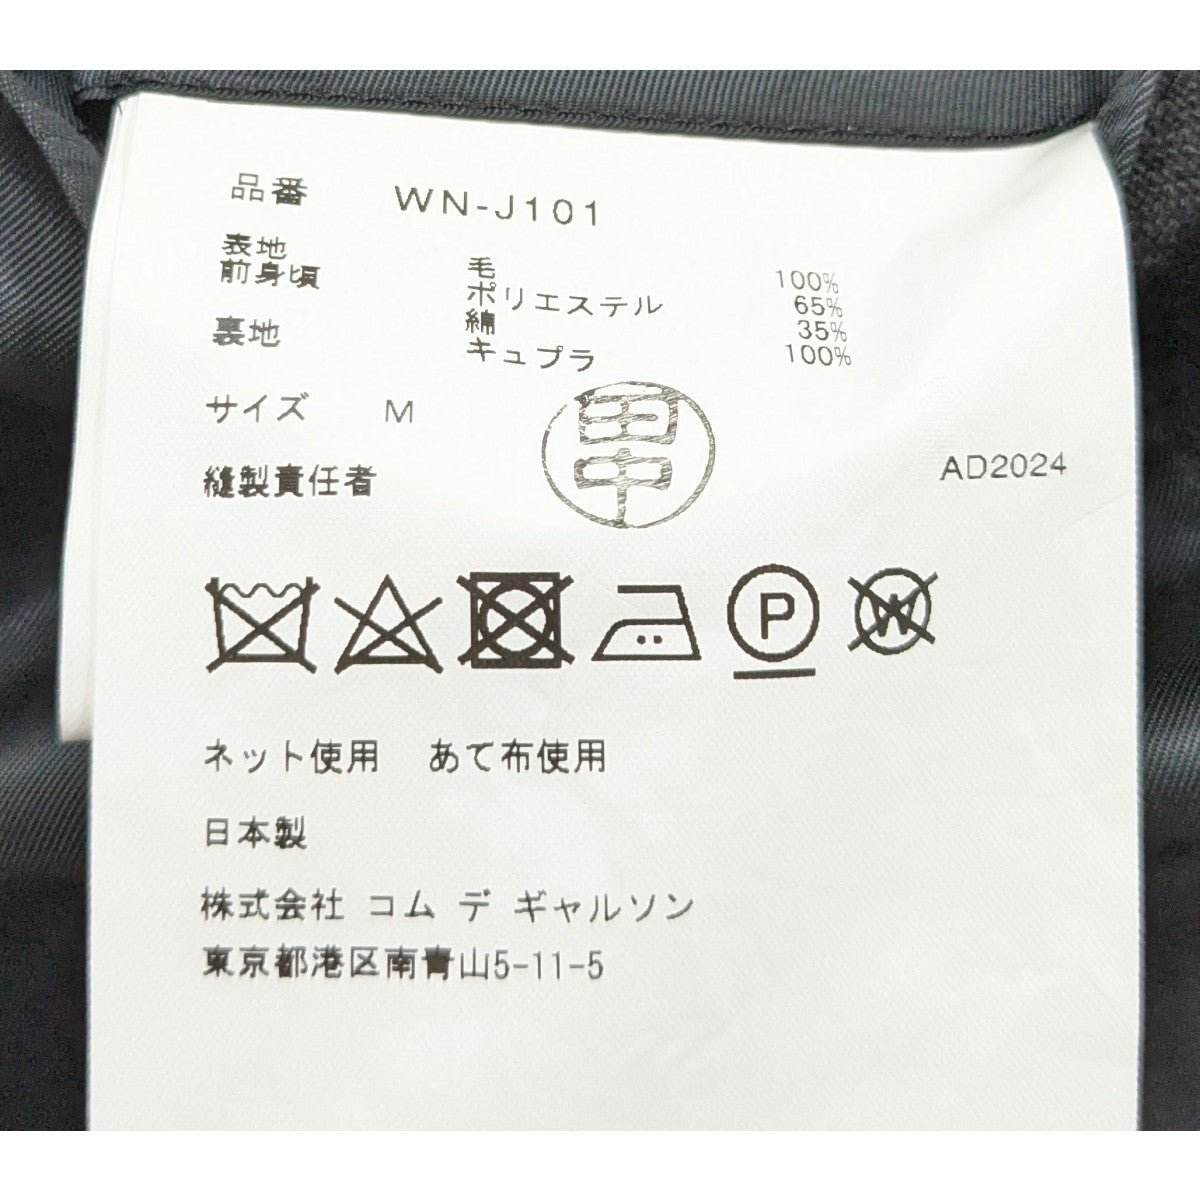 品番 WN-J101
表地 毛 100%
前身頃 ポリエステル 65%
綿 35%
裏地 キュプラ 100%
サイズ M
縫製責任者 田中
AD2024
P
W
ネット使用 あて布使用
日本製
株式会社 コム デ ギャルソン
東京都港区南青山5-11-5